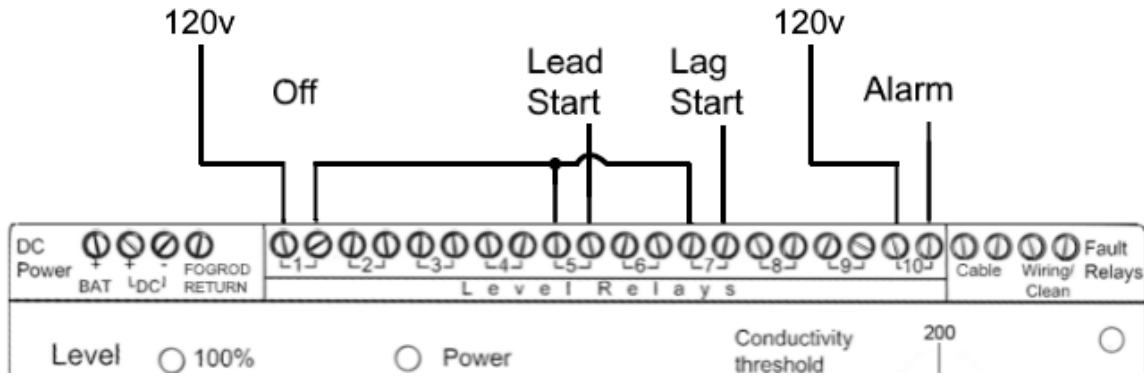 120v
120v
Off
Lead
Start
Lag
Start
Alarm
DC
Power
+ + -
BAT
DC
FOGROD
RETURN
1 2 3 4 5 6 7 8 9 10
Level Relays
Cable
Wiring/
Clean
Fault
Relays
Level
100%
Power
Conductivity
threshold
200